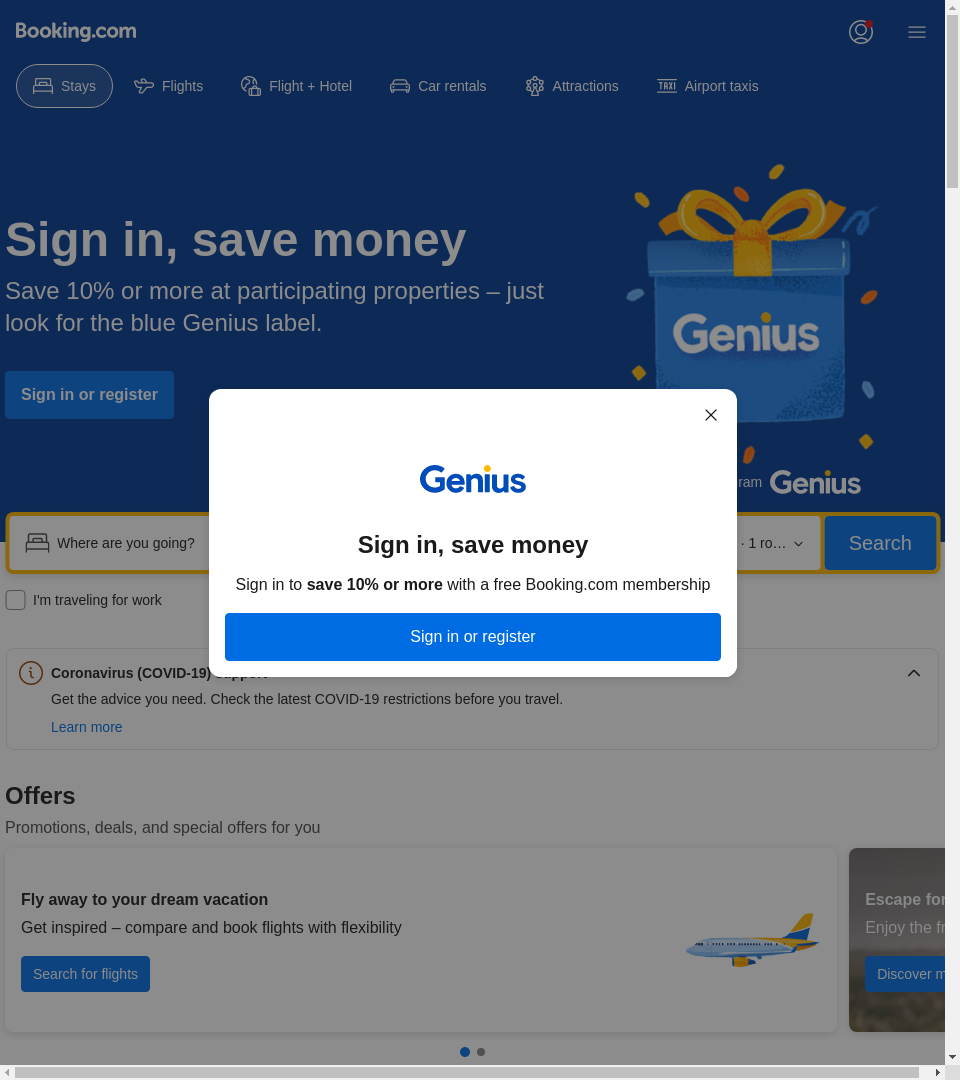 Booking.com
Stays
Flights
Flight + Hotel
Car rentals
Attractions
Airport taxis
Sign in, save money
Save 10% or more at participating properties – just
look for the blue Genius label.
Sign in or register
Genius
Genius
Where are you going?
· 1 ro…
Search
I'm traveling for work
Genius
Sign in, save money
Sign in to save 10% or more with a free Booking.com membership
Sign in or register
Coronavirus (COVID-19)
Get the advice you need. Check the latest COVID-19 restrictions before you travel.
Learn more
Offers
Promotions, deals, and special offers for you
Fly away to your dream vacation
Get inspired – compare and book flights with flexibility
Search for flights
Escape for
Enjoy the
Discover